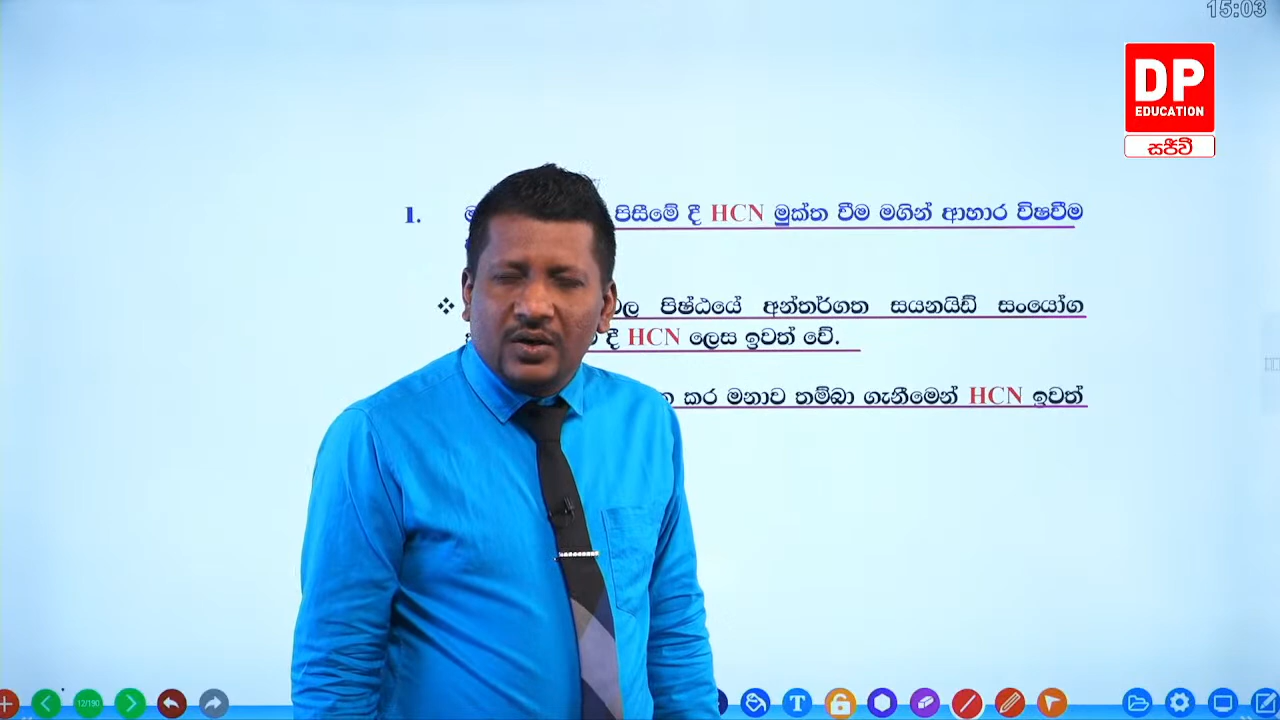 15:03
DP
EDUCATION
සජීවී
1. පිසීමේ දී HCN මුක්ත වීම මගින් ආහාර විෂවීම
❖ පිෂ්ඨයේ අන්තර්ගත සයනයිඩ් සංයෝග
දී HCN ලෙස ඉවත් වේ.
කර මනාව තම්බා ගැනීමෙන් HCN ඉවත්
12/190
T